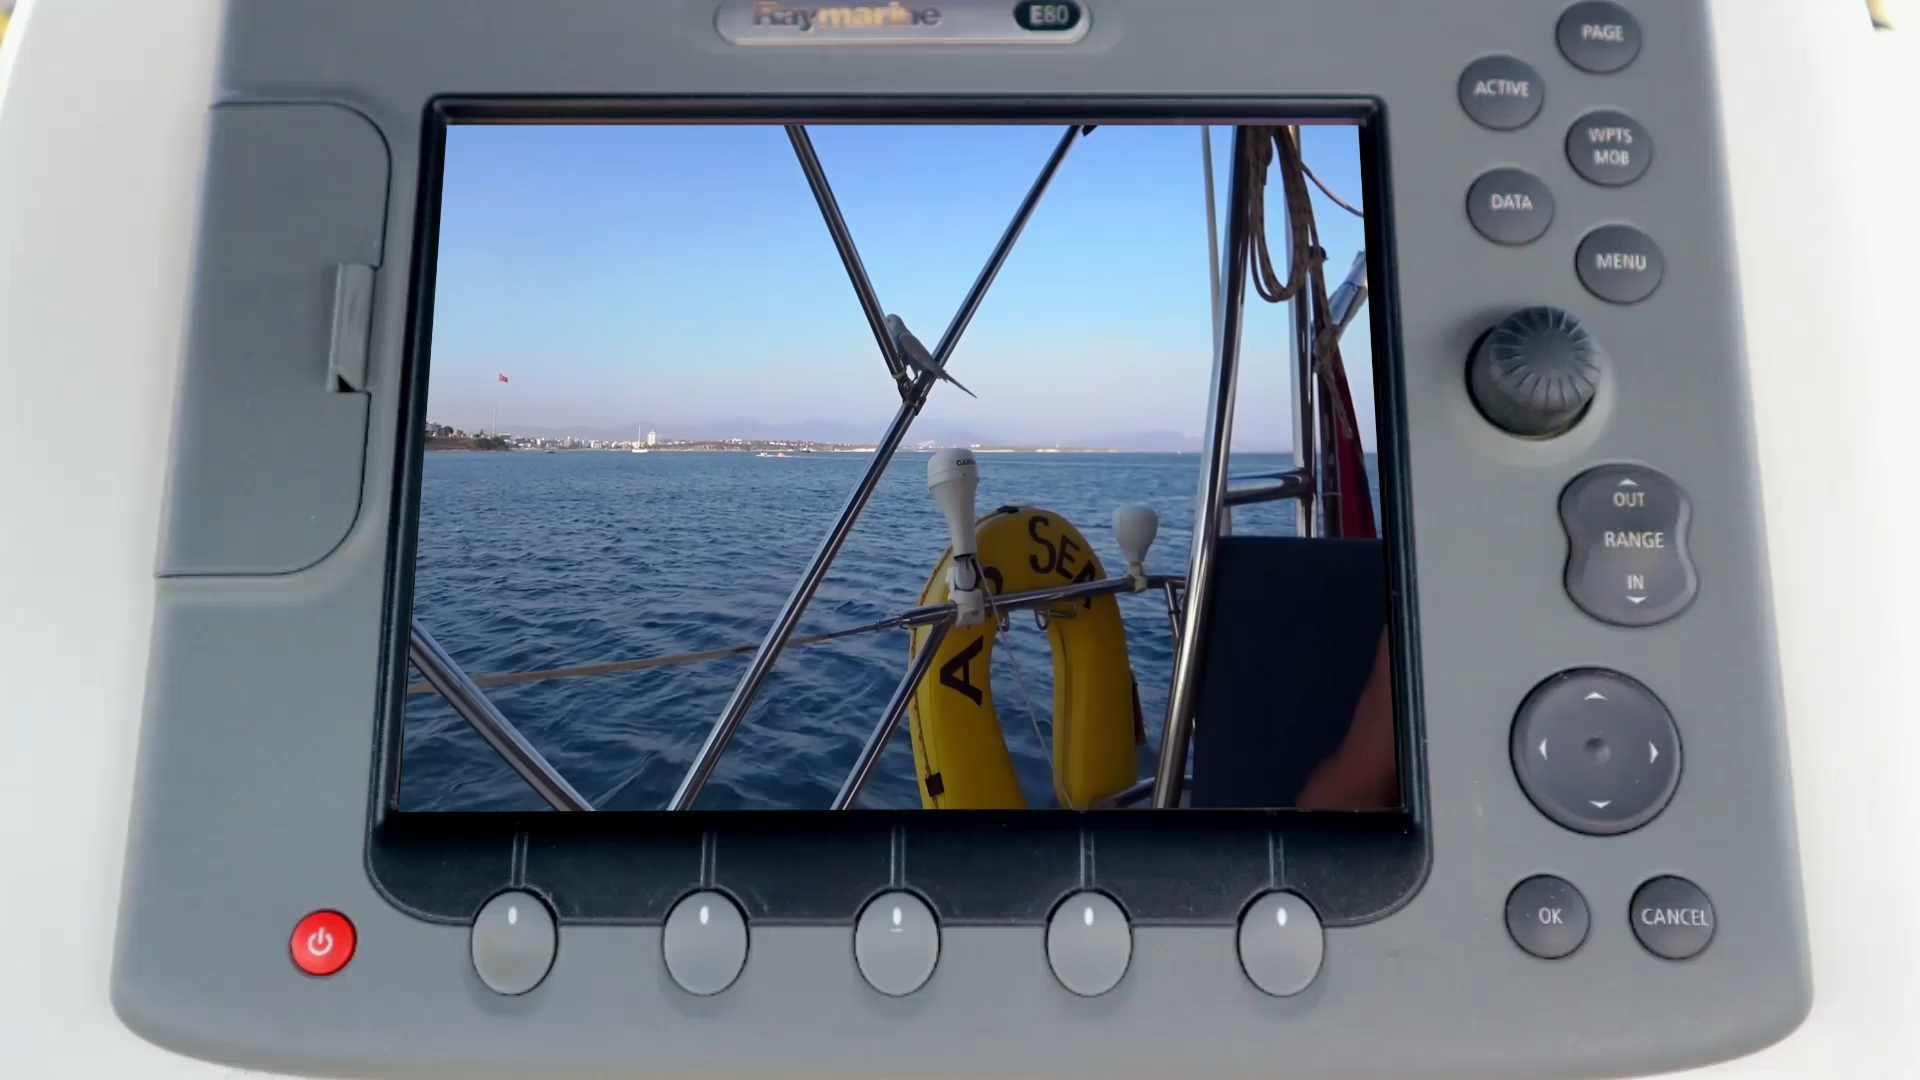 Raymarine E80
PAGE
ACTIVE
WPTS
MOB
DATA
MENU
OUT
RANGE
IN
OK
CANCEL
SEA
A